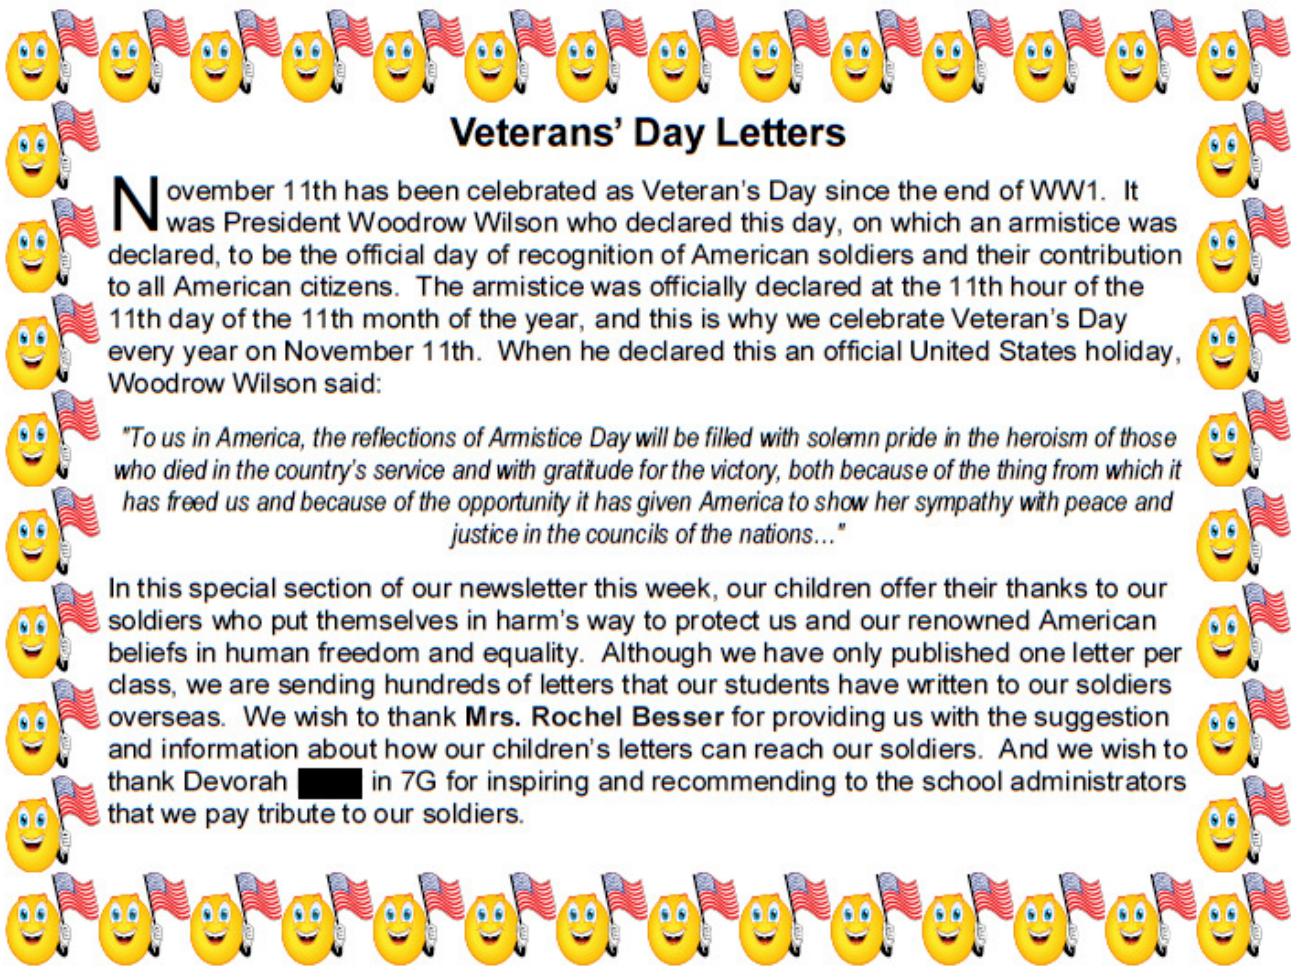 Veterans' Day Letters
November 11th has been celebrated as Veteran's Day since the end of WW1.  It
was President Woodrow Wilson who declared this day, on which an armistice was
declared, to be the official day of recognition of American soldiers and their contribution
to all American citizens.  The armistice was officially declared at the 11th hour of the
11th day of the 11th month of the year, and this is why we celebrate Veteran's Day
every year on November 11th.  When he declared this an official United States holiday,
Woodrow Wilson said:
"To us in America, the reflections of Armistice Day will be filled with solemn pride in the heroism of those
who died in the country's service and with gratitude for the victory, both because of the thing from which it
has freed us and because of the opportunity it has given America to show her sympathy with peace and
justice in the councils of the nations…"
In this special section of our newsletter this week, our children offer their thanks to our
soldiers who put themselves in harm's way to protect us and our renowned American
beliefs in human freedom and equality.  Although we have only published one letter per
class, we are sending hundreds of letters that our students have written to our soldiers
overseas.  We wish to thank Mrs. Rochel Besser for providing us with the suggestion
and information about how our children's letters can reach our soldiers.  And we wish to
thank Devorah in 7G for inspiring and recommending to the school administrators
that we pay tribute to our soldiers.